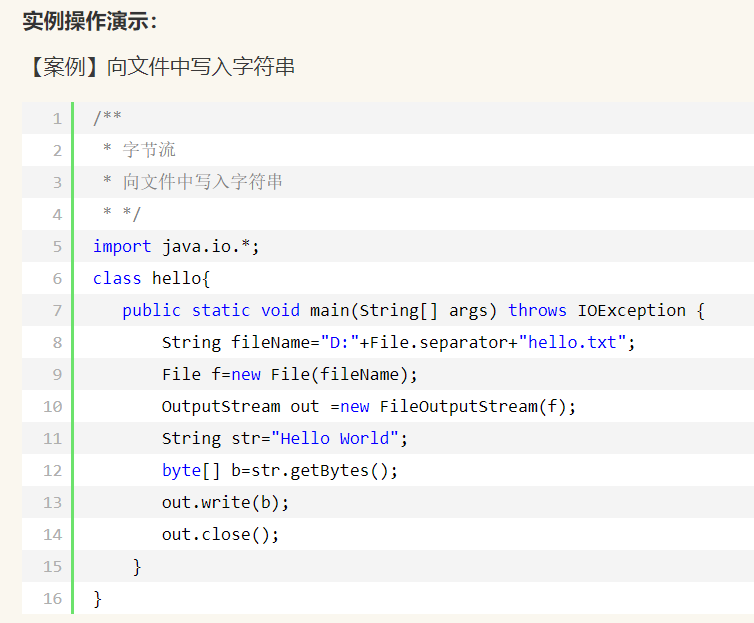 实例操作演示：
【案例】向文件中写入字符串
1 /**
2  * 字节流
3  * 向文件中写入字符串
4  * */
5 import java.io.*;
6 class hello{
7    public static void main(String[] args) throws IOException {
8        String fileName="D:"+File.separator+"hello.txt";
9        File f=new File(fileName);
10        OutputStream out =new FileOutputStream(f);
11        String str="Hello World";
12        byte[] b=str.getBytes();
13        out.write(b);
14        out.close();
15     }
16 }